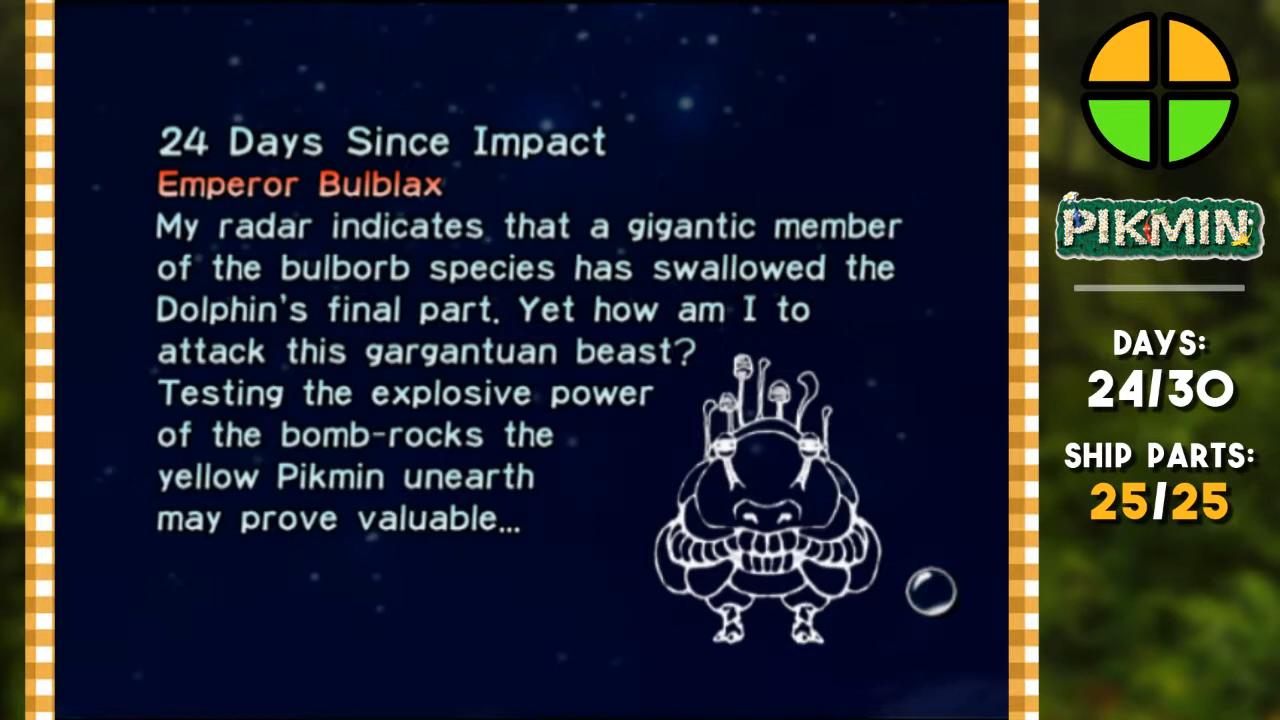 24 Days Since Impact
Emperor Bulblax
My radar indicates that a gigantic member
of the bulborb species has swallowed the
Dolphin's final part. Yet how am I to
attack this gargantuan beast?
Testing the explosive power
of the bomb-rocks the
yellow Pikmin unearth
may prove valuable...
PIKMIN
DAYS:
24/30
SHIP PARTS:
25/25